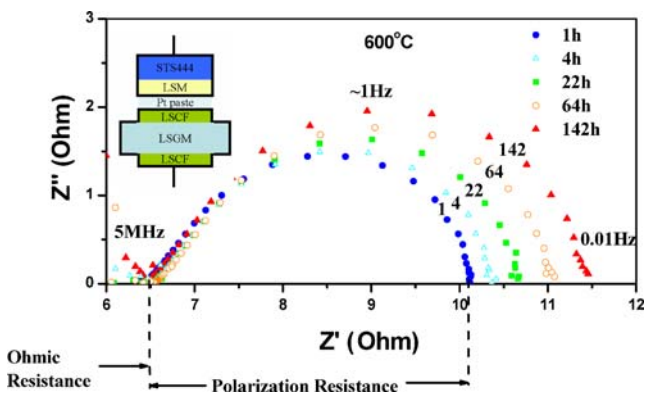 600°C
1h
4h
22h
64h
142h
STS444
LSM
Pt paste
LSCF
LSGM
LSCF
~1Hz
5MHz
0.01Hz
1 4 22 64 142
Z'' (Ohm)
3
2
1
0
6 7 8 9 10 11 12
Z' (Ohm)
Ohmic
Resistance
Polarization Resistance